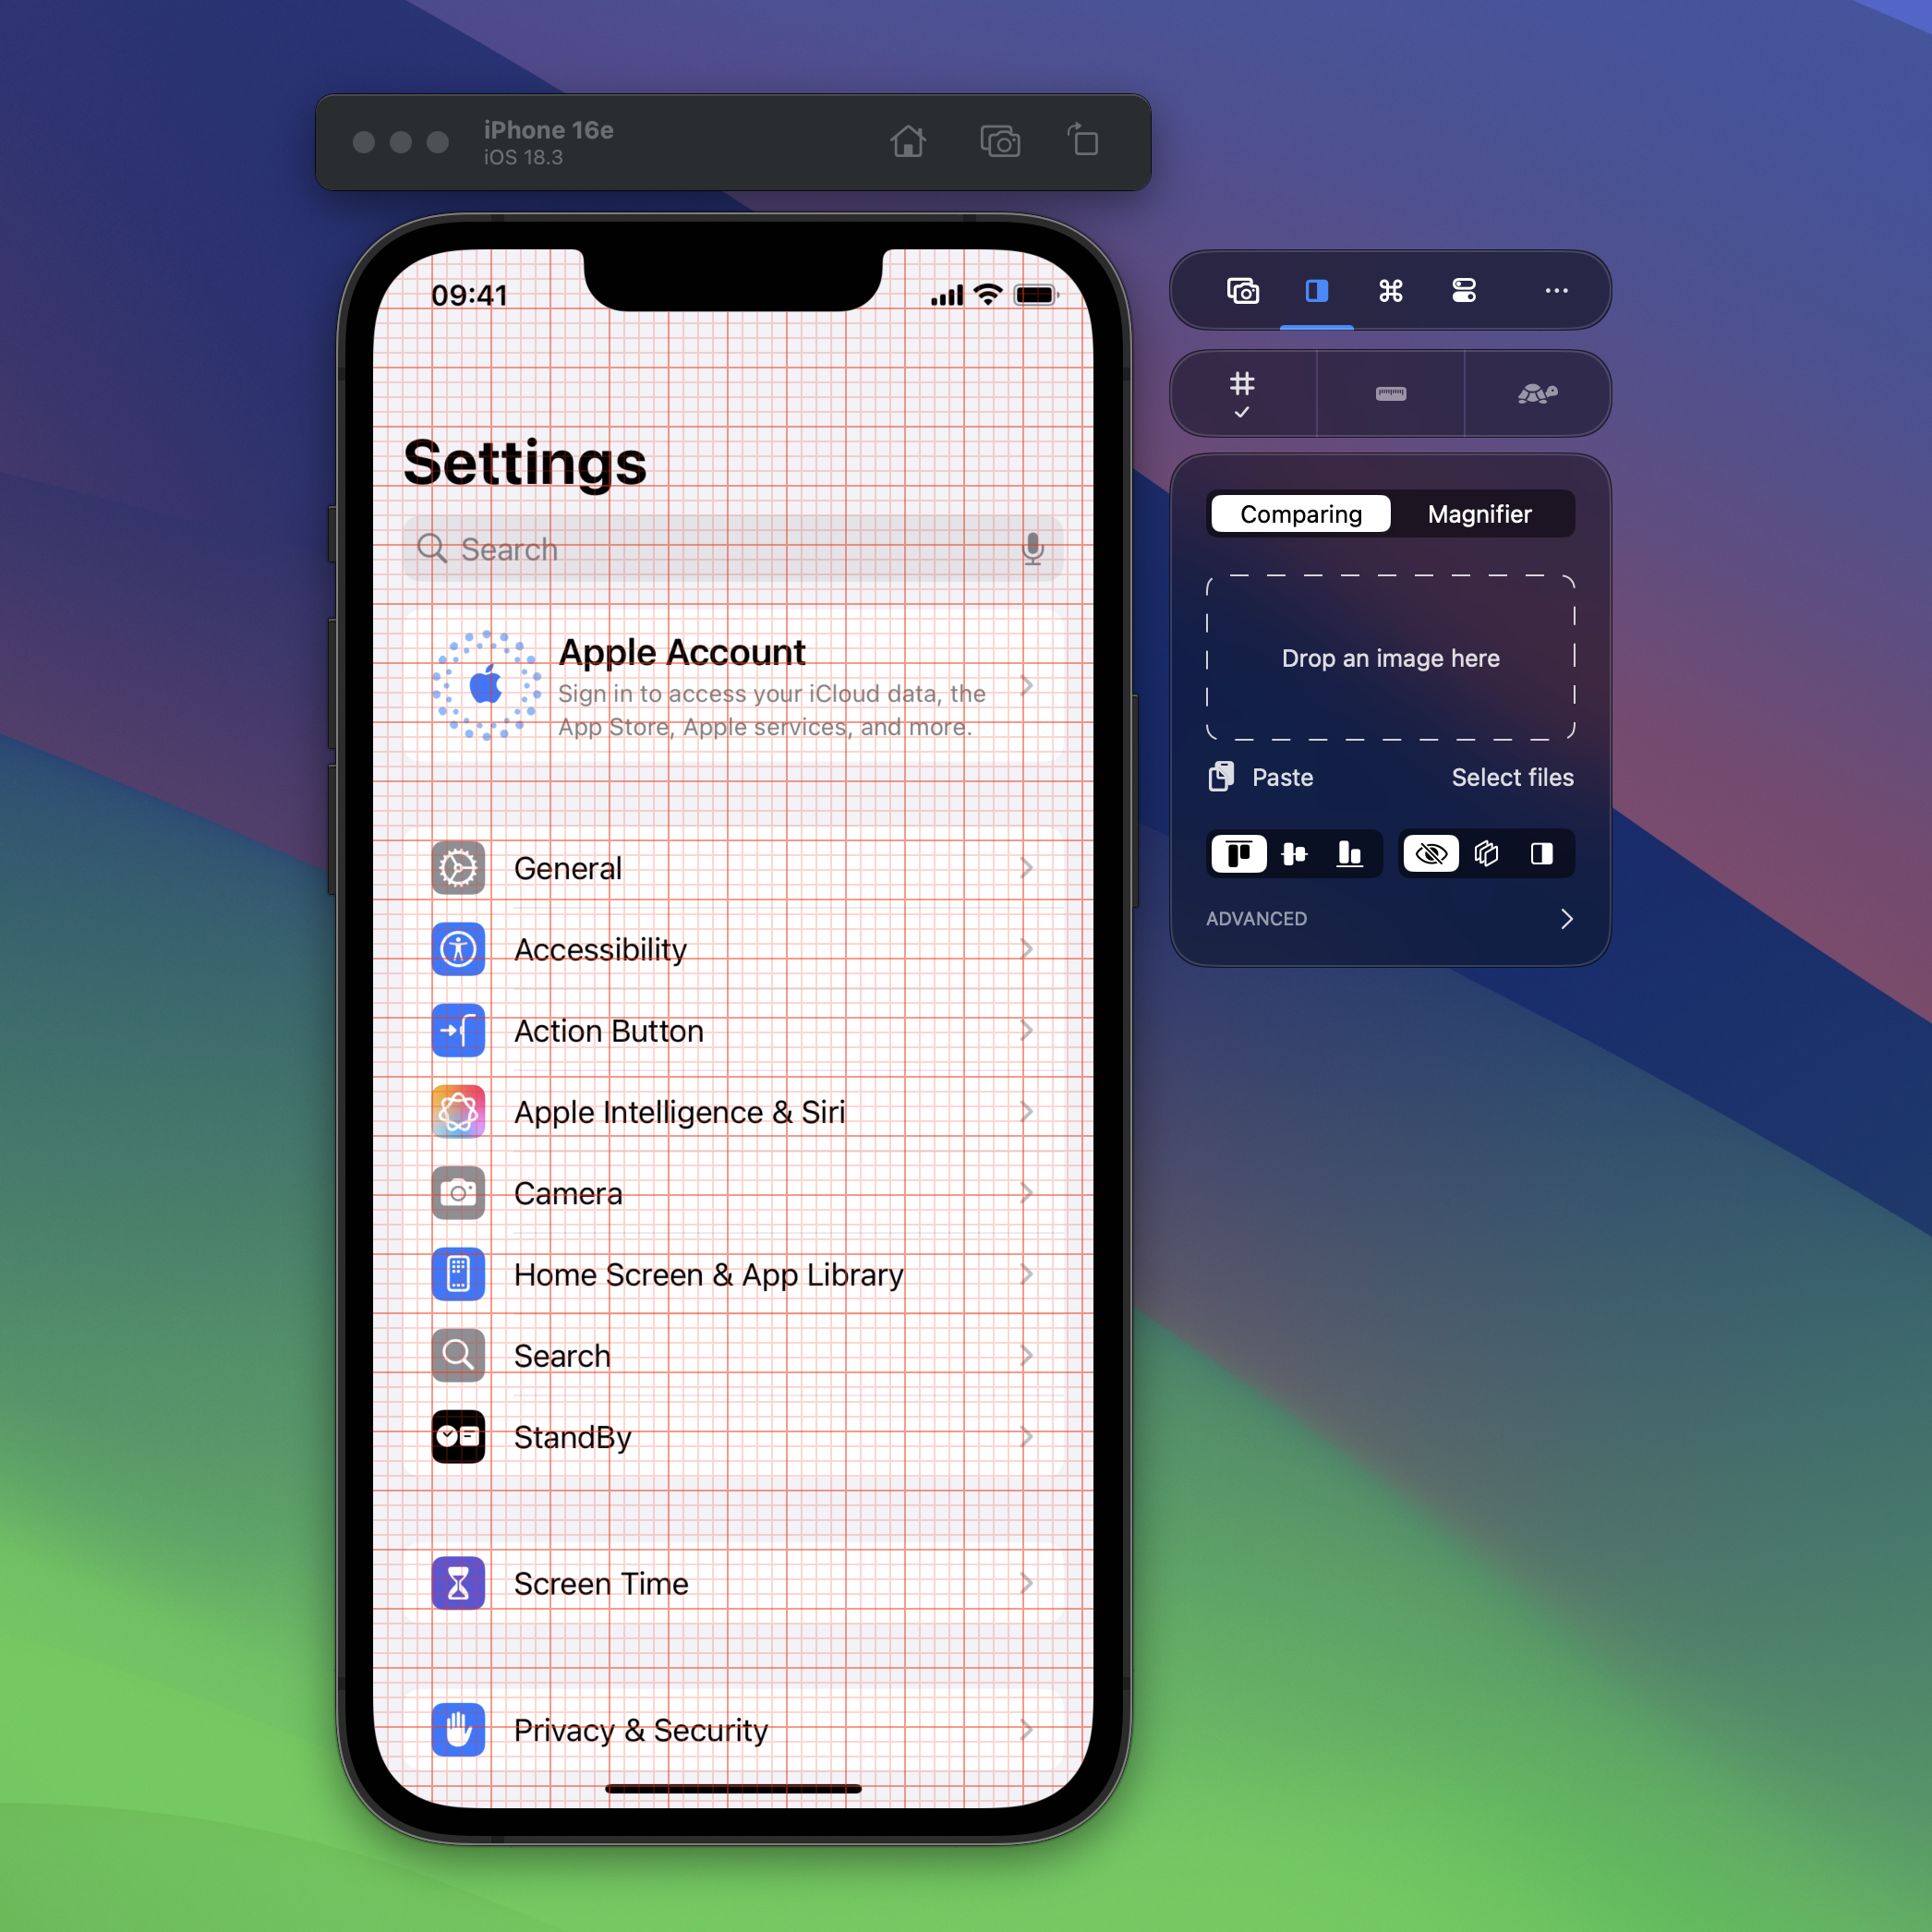 iPhone 16e
iOS 18.3
09:41
Settings
Search
Apple Account
Sign in to access your iCloud data, the
App Store, Apple services, and more.
General
Accessibility
Action Button
Apple Intelligence & Siri
Camera
Home Screen & App Library
Search
StandBy
Screen Time
Privacy & Security
Comparing
Magnifier
Drop an image here
Paste
Select files
ADVANCED